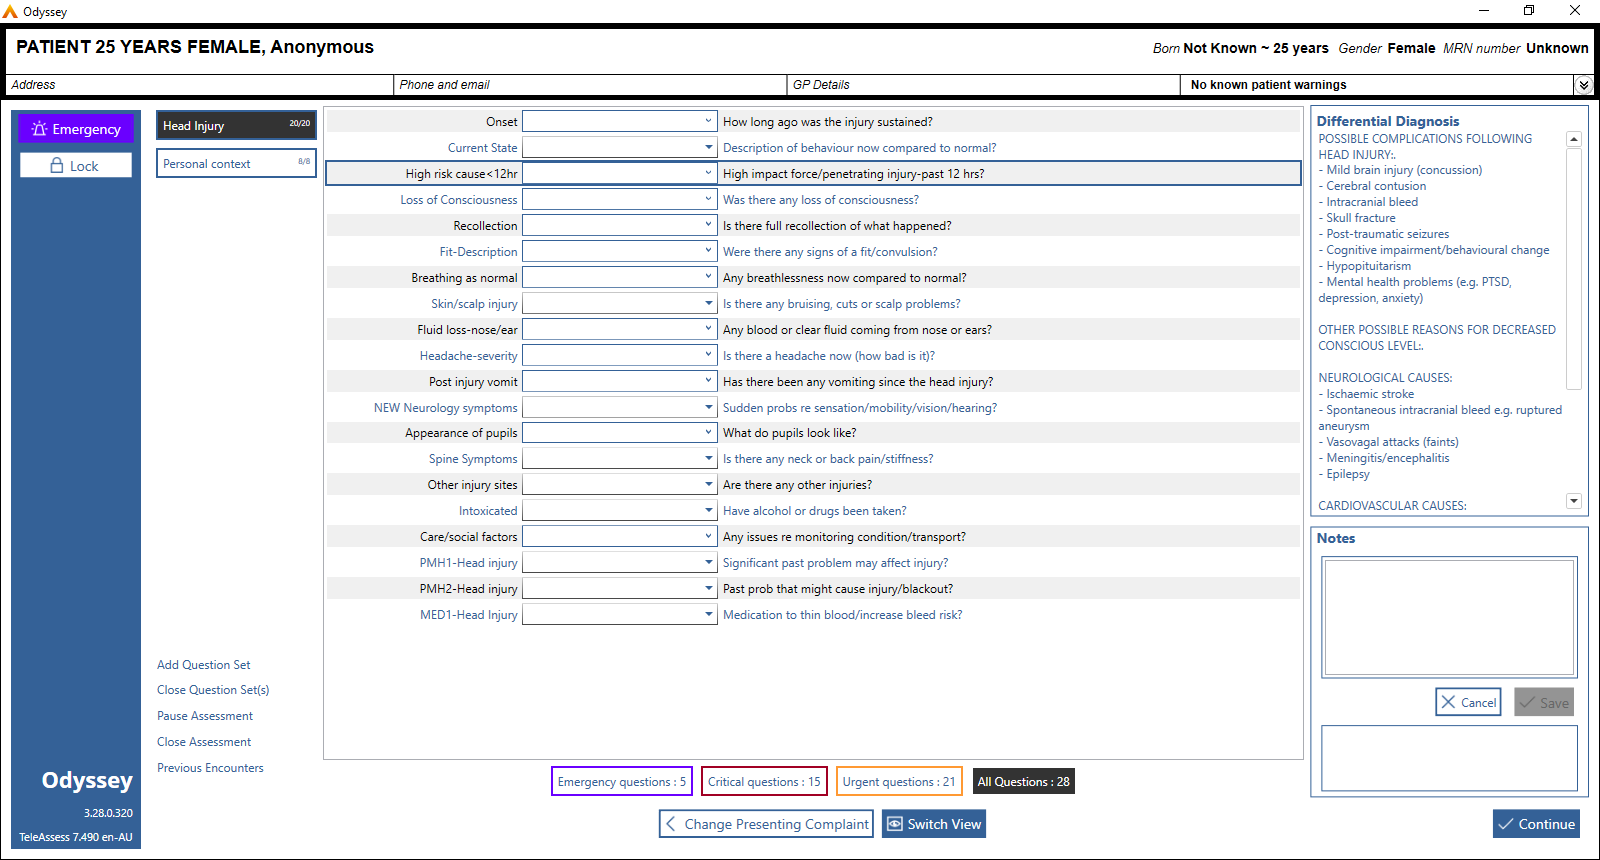 Odyssey
PATIENT 25 YEARS FEMALE, Anonymous
Born Not Known ~ 25 years Gender Female MRN number Unknown
Address
Phone and email
GP Details
No known patient warnings
Emergency
Lock
Head Injury 20/20
Personal context 8/8
Onset How long ago was the injury sustained?
Current State Description of behaviour now compared to normal?
High risk cause<12hr High impact force/penetrating injury-past 12 hrs?
Loss of Consciousness Was there any loss of consciousness?
Recollection Is there full recollection of what happened?
Fit-Description Were there any signs of a fit/convulsion?
Breathing as normal Any breathlessness now compared to normal?
Skin/scalp injury Is there any bruising, cuts or scalp problems?
Fluid loss-nose/ear Any blood or clear fluid coming from nose or ears?
Headache-severity Is there a headache now (how bad is it)?
Post injury vomit Has there been any vomiting since the head injury?
NEW Neurology symptoms Sudden probs re sensation/mobility/vision/hearing?
Appearance of pupils What do pupils look like?
Spine Symptoms Is there any neck or back pain/stiffness?
Other injury sites Are there any other injuries?
Intoxicated Have alcohol or drugs been taken?
Care/social factors Any issues re monitoring condition/transport?
PMH1-Head injury Significant past problem may affect injury?
PMH2-Head injury Past prob that might cause injury/blackout?
MED1-Head Injury Medication to thin blood/increase bleed risk?
Differential Diagnosis
POSSIBLE COMPLICATIONS FOLLOWING
HEAD INJURY:.
- Mild brain injury (concussion)
- Cerebral contusion
- Intracranial bleed
- Skull fracture
- Post-traumatic seizures
- Cognitive impairment/behavioural change
- Hypopituitarism
- Mental health problems (e.g. PTSD,
depression, anxiety)
OTHER POSSIBLE REASONS FOR DECREASED
CONSCIOUS LEVEL:.
NEUROLOGICAL CAUSES:
- Ischaemic stroke
- Spontaneous intracranial bleed e.g. ruptured
aneurysm
- Vasovagal attacks (faints)
- Meningitis/encephalitis
- Epilepsy
CARDIOVASCULAR CAUSES:
Notes
Cancel
Save
Add Question Set
Close Question Set(s)
Pause Assessment
Close Assessment
Previous Encounters
Odyssey
3.28.0.320
TeleAssess 7.490 en-AU
Emergency questions : 5
Critical questions : 15
Urgent questions : 21
All Questions : 28
Change Presenting Complaint
Switch View
Continue